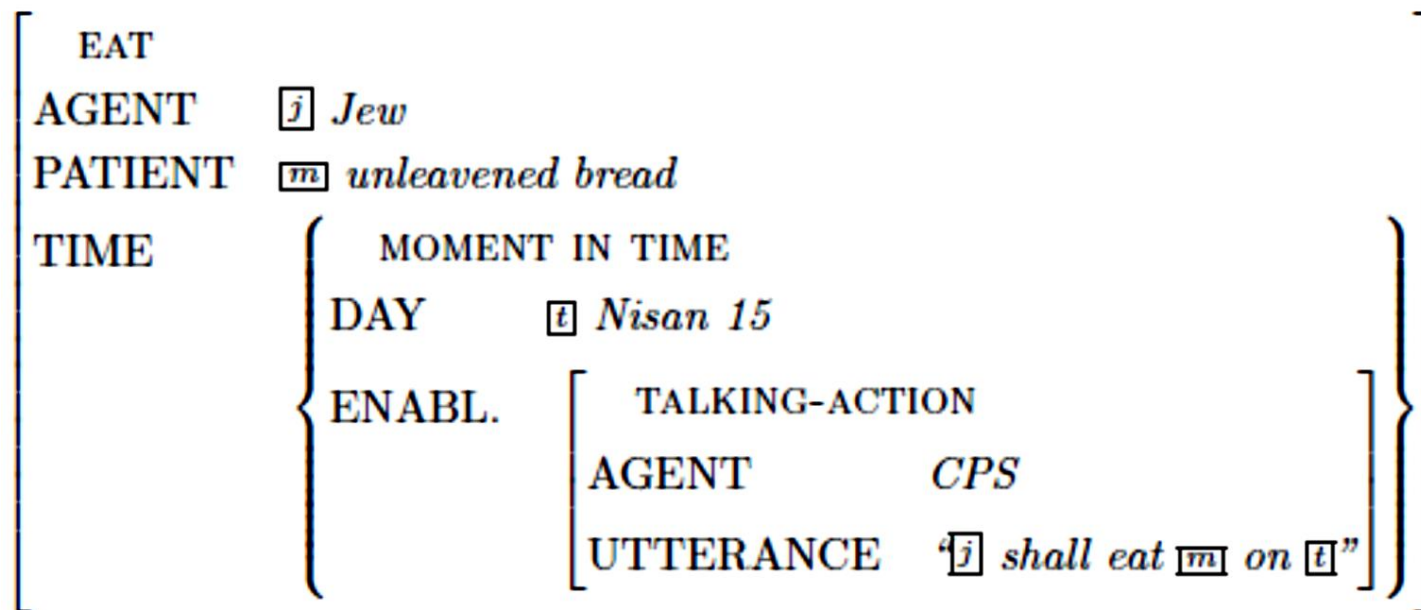 EAT
AGENT j Jew
PATIENT m unleavened bread
TIME MOMENT IN TIME
DAY t Nisan 15
ENABL. TALKING-ACTION
AGENT CPS
UTTERANCE “j shall eat m on t”